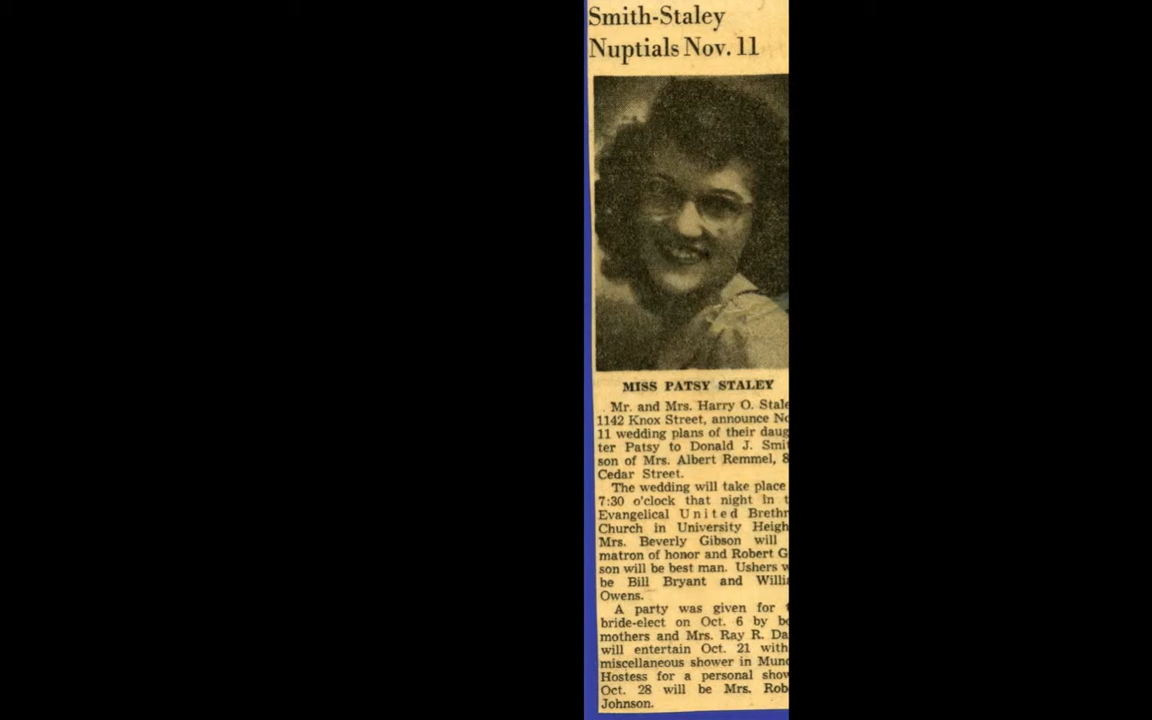 Smith-Staley
Nuptials Nov. 11
MISS PATSY STALEY
Mr. and Mrs. Harry O. Stale
1142 Knox Street, announce No
11 wedding plans of their daug
ter Patsy to Donald J. Smit
son of Mrs. Albert Remmel, 8
Cedar Street.
The wedding will take place
7:30 o'clock that night in t
Evangelical United Brethr
Church in University Heigh
Mrs. Beverly Gibson will
matron of honor and Robert G
son will be best man. Ushers w
be Bill Bryant and Willia
Owens.
A party was given for t
bride-elect on Oct. 6 by bo
mothers and Mrs. Ray R. Da
will entertain Oct. 21 with
miscellaneous shower in Munc
Hostess for a personal show
Oct. 28 will be Mrs. Rob
Johnson.